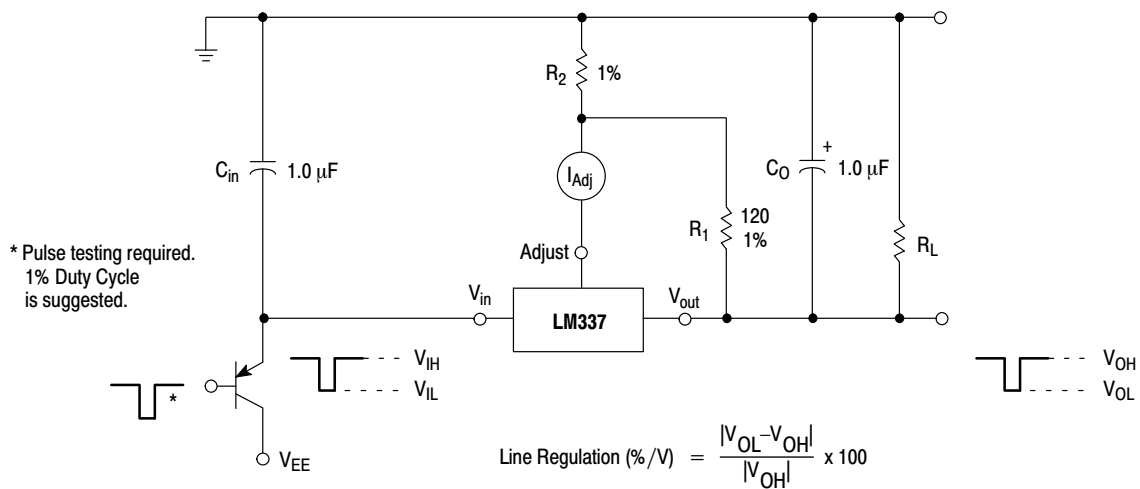 R2 1%
Cin 1.0 μF
IAdj
CO + 1.0 μF
R1 120
1%
RL
* Pulse testing required.
1% Duty Cycle
is suggested.
Adjust
Vin
LM337
Vout
VIH
VIL
*
VEE
VOH
VOL
Line Regulation (%/V) = |VOL–VOH| / |VOH| x 100